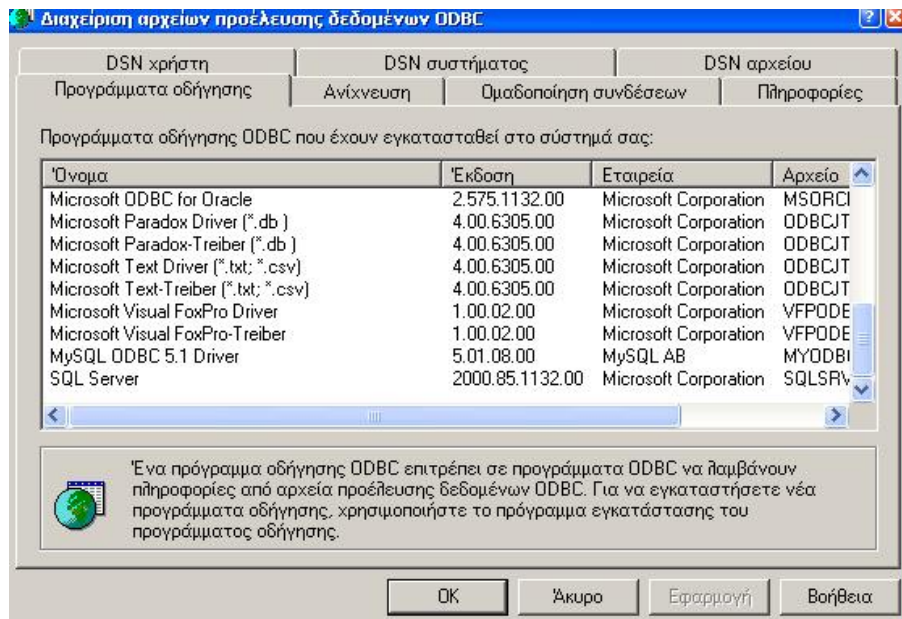 Διαχείριση αρχείων προέλευσης δεδομένων ODBC
DSN χρήστη DSN συστήματος DSN αρχείου
Προγράμματα οδήγησης Ανίχνευση Ομαδοποίηση συνδέσεων Πληροφορίες
Προγράμματα οδήγησης ODBC που έχουν εγκατασταθεί στο σύστημά σας:
Όνομα Έκδοση Εταιρεία Αρχείο
Microsoft ODBC for Oracle 2.575.1132.00 Microsoft Corporation MSORCI
Microsoft Paradox Driver (*.db ) 4.00.6305.00 Microsoft Corporation ODBCJT
Microsoft Paradox-Treiber (*.db ) 4.00.6305.00 Microsoft Corporation ODBCJT
Microsoft Text Driver (*.txt; *.csv) 4.00.6305.00 Microsoft Corporation ODBCJT
Microsoft Text-Treiber (*.txt; *.csv) 4.00.6305.00 Microsoft Corporation ODBCJT
Microsoft Visual FoxPro Driver 1.00.02.00 Microsoft Corporation VFPODE
Microsoft Visual FoxPro-Treiber 1.00.02.00 Microsoft Corporation VFPODE
MySQL ODBC 5.1 Driver 5.01.08.00 MySQL AB MYODBI
SQL Server 2000.85.1132.00 Microsoft Corporation SQLSRV
Ένα πρόγραμμα οδήγησης ODBC επιτρέπει σε προγράμματα ODBC να λαμβάνουν
πληροφορίες από αρχεία προέλευσης δεδομένων ODBC. Για να εγκαταστήσετε νέα
προγράμματα οδήγησης, χρησιμοποιήστε το πρόγραμμα εγκατάστασης του
προγράμματος οδήγησης.
OK Άκυρο Εφαρμογή Βοήθεια